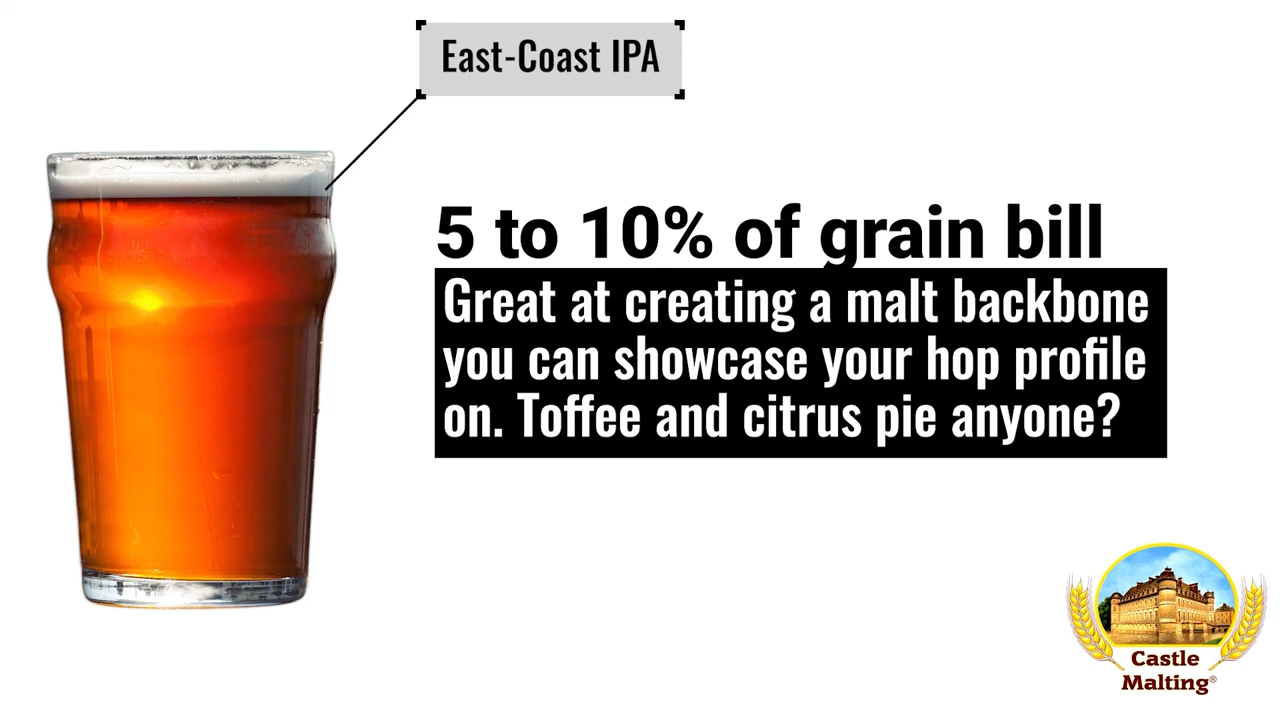 East-Coast IPA
5 to 10% of grain bill
Great at creating a malt backbone
you can showcase your hop profile
on. Toffee and citrus pie anyone?
Castle
Malting®